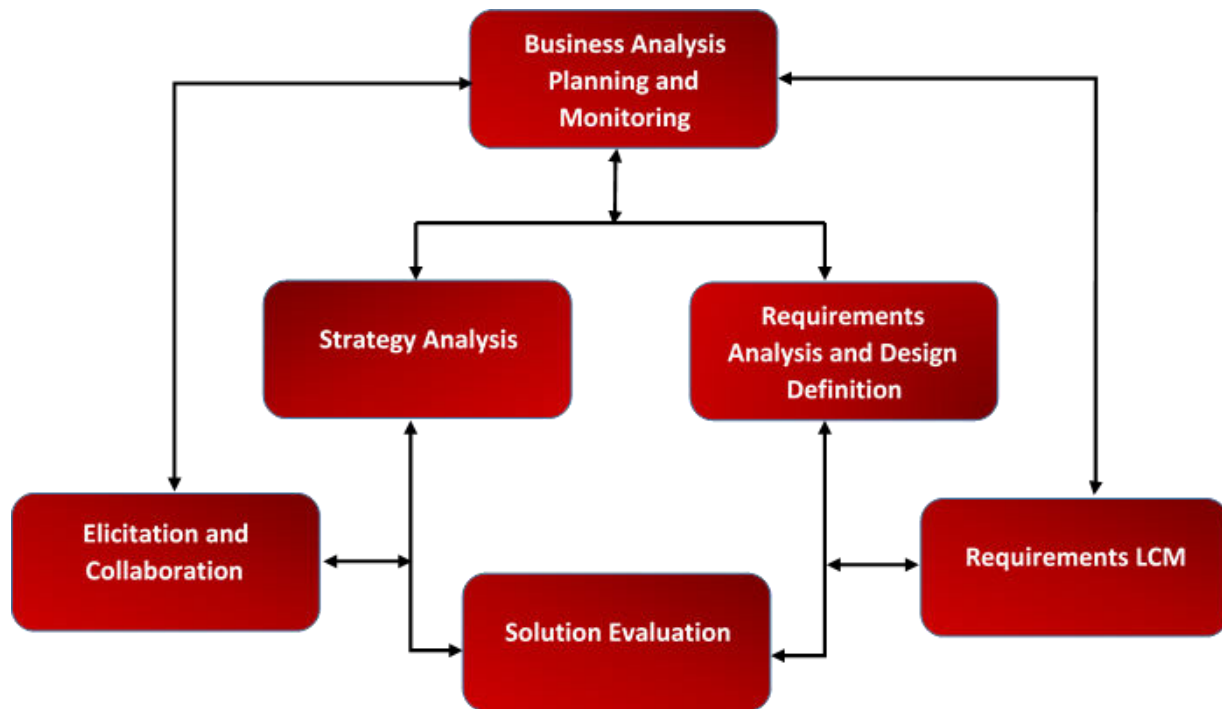 Business Analysis
Planning and
Monitoring
Strategy Analysis
Requirements
Analysis and Design
Definition
Elicitation and
Collaboration
Requirements LCM
Solution Evaluation